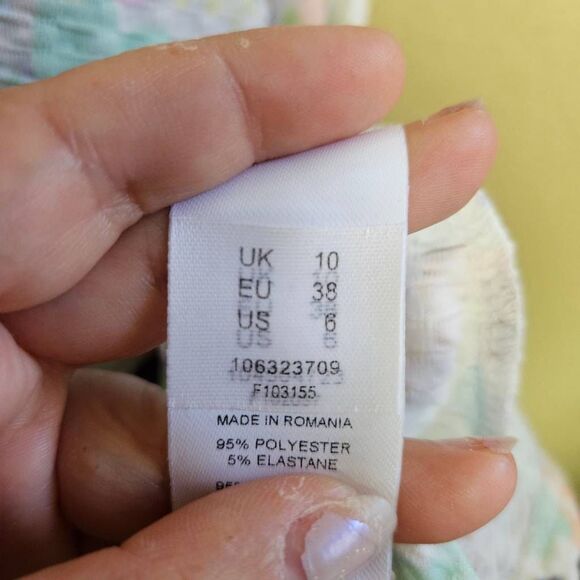 UK 10
EU 38
US 6
106323709
F103155
MADE IN ROMANIA
95% POLYESTER
5% ELASTANE